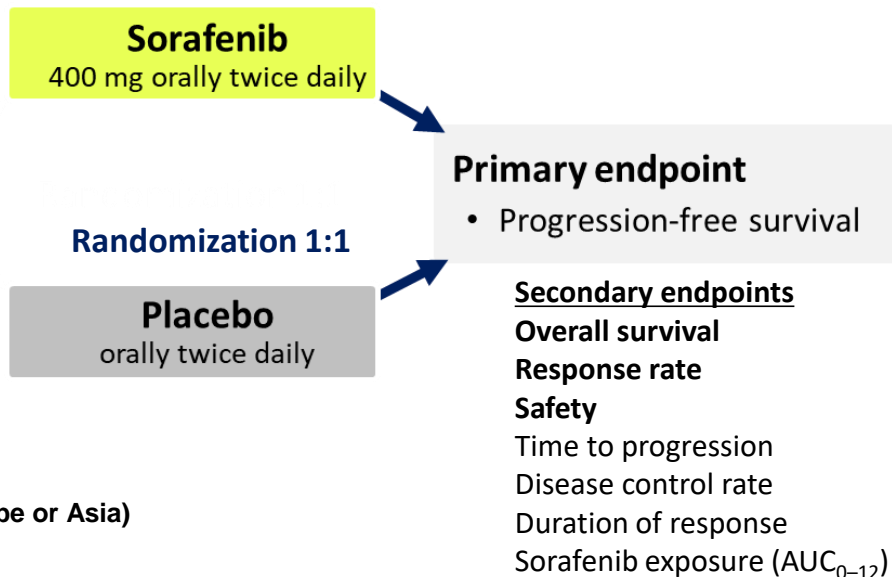 Sorafenib
400 mg orally twice daily
Randomization 1:1
Placebo
orally twice daily
Primary endpoint
• Progression-free survival
Secondary endpoints
Overall survival
Response rate
Safety
Time to progression
Disease control rate
Duration of response
Sorafenib exposure (AUC₀₋₁₂)
or Asia)